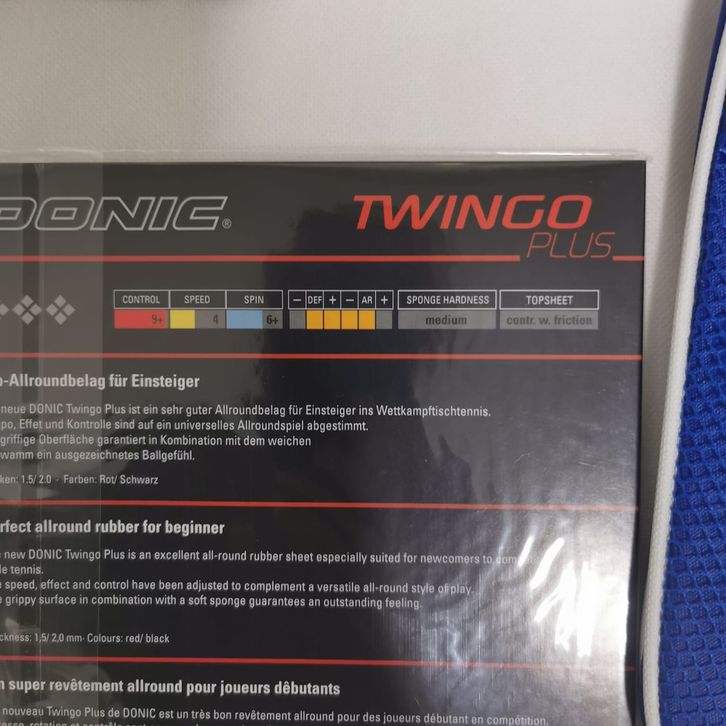 DONIC®
TWINGO
PLUS
CONTROL SPEED SPIN – DEF + – AR + SPONGE HARDNESS TOPSHEET
9+ 4 6+ medium contr. w. friction
-Allroundbelag für Einsteiger
neue DONIC Twingo Plus ist ein sehr guter Allroundbelag für Einsteiger ins Wettkampftischtennis.
po, Effet und Kontrolle sind auf ein universelles Allroundspiel abgestimmt.
griffige Oberfläche garantiert in Kombination mit dem weichen
wamm ein ausgezeichnetes Ballgefühl.
ken: 1.5/ 2.0 - Farben: Rot/ Schwarz
rfect allround rubber for beginner
new DONIC Twingo Plus is an excellent all-round rubber sheet especially suited for newcomers to
le tennis.
speed, effect and control have been adjusted to complement a versatile all-round style of play.
grippy surface in combination with a soft sponge guarantees an outstanding feeling.
ckness: 1,5/ 2,0 mm- Colours: red/ black
n super revêtement allround pour joueurs débutants
nouveau Twingo Plus de DONIC est un très bon revêtement allround pour des joueurs débutant en compétition.